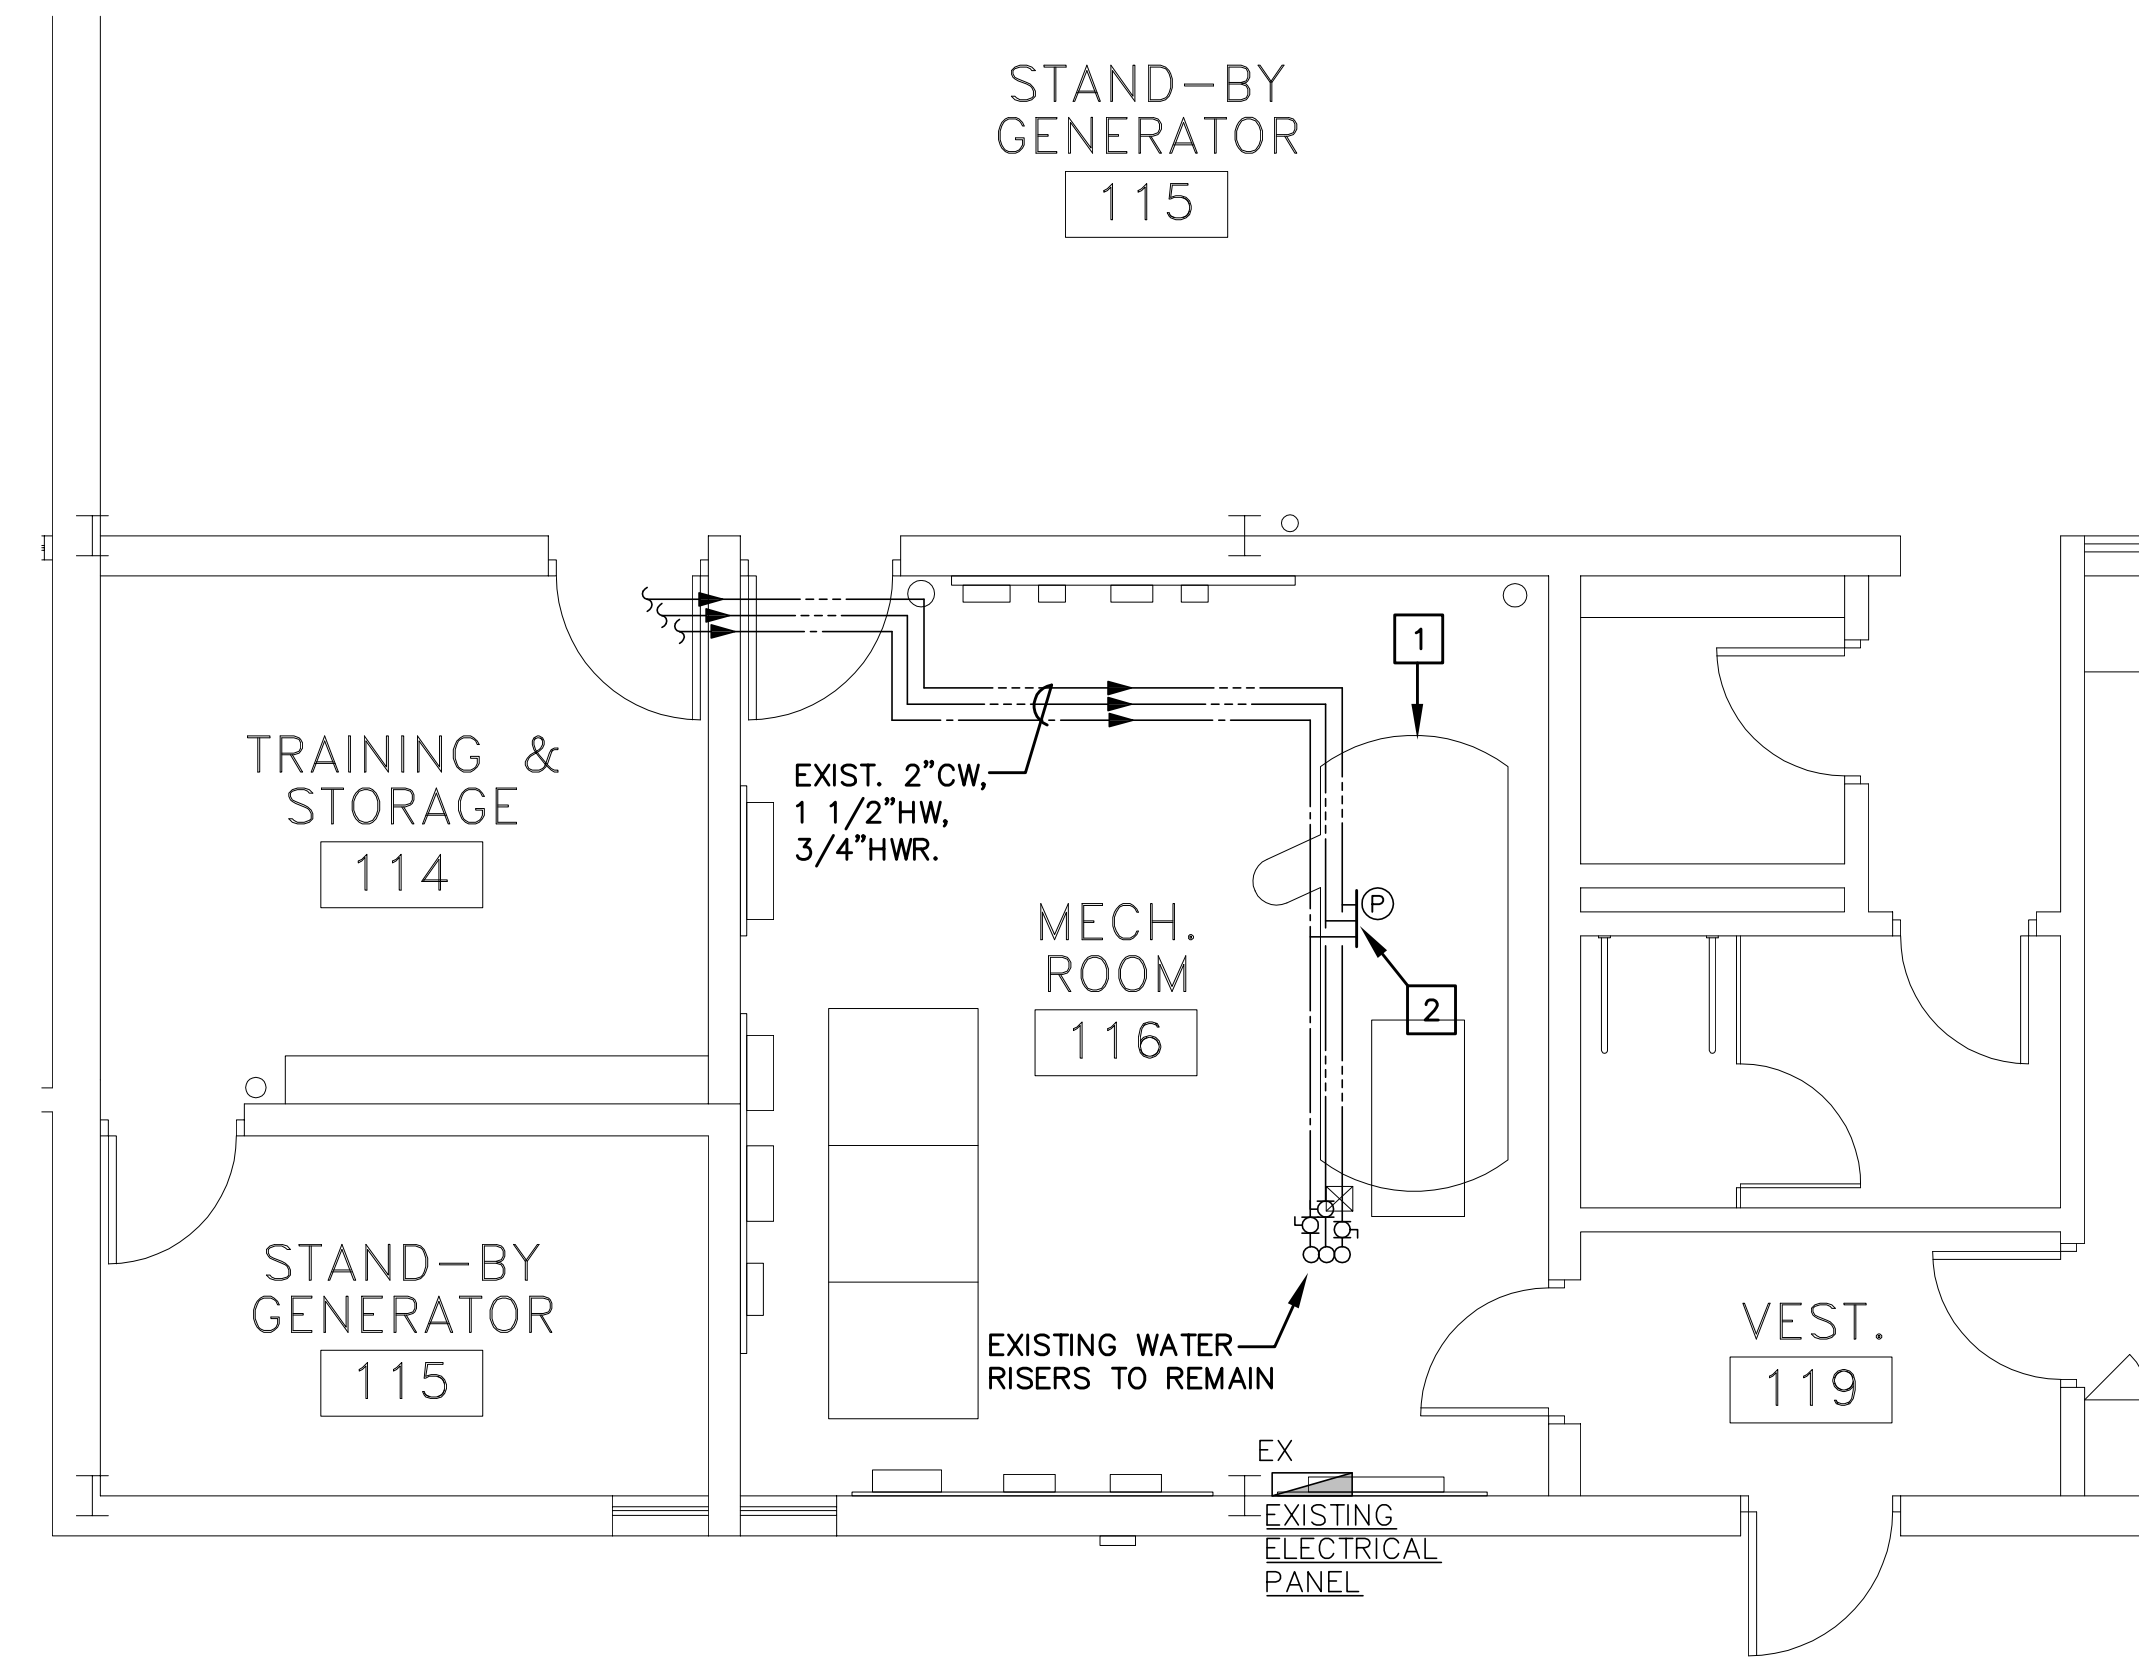 STAND-BY
GENERATOR
115
1
TRAINING &
STORAGE
114
EXIST. 2"CW,
1 1/2"HW,
3/4"HWR.
P
MECH.
ROOM
116
2
STAND-BY
GENERATOR
115
EXISTING WATER
RISERS TO REMAIN
VEST.
119
EX
EXISTING
ELECTRICAL
PANEL